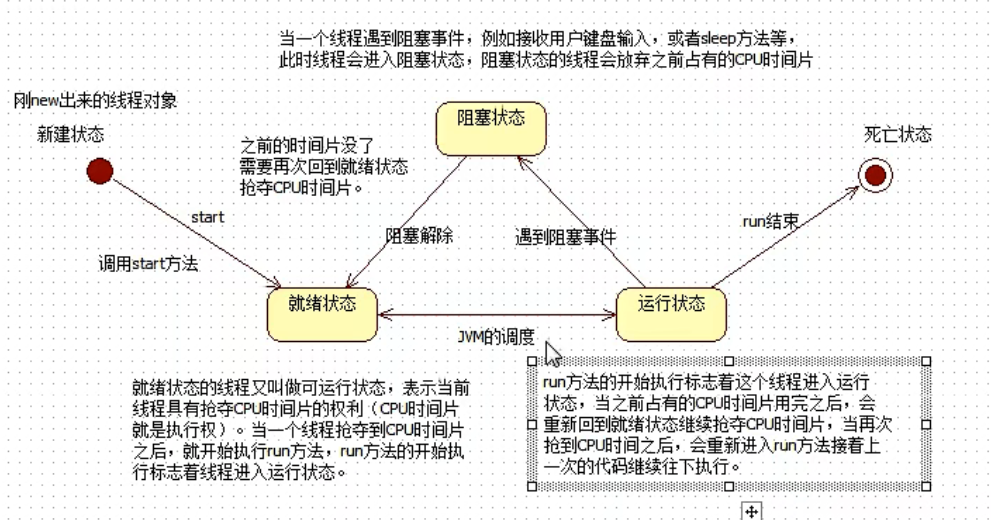 当一个线程遇到阻塞事件，例如接收用户键盘输入，或者sleep方法等，
此时线程会进入阻塞状态，阻塞状态的线程会放弃之前占有的CPU时间片
刚new出来的线程对象
新建状态
阻塞状态
死亡状态
之前的时间片没了
需要再次回到就绪状态
抢夺CPU时间片。
start
run结束
阻塞解除
遇到阻塞事件
调用start方法
就绪状态
运行状态
JVM的调度
就绪状态的线程又叫做可运行状态，表示当前
线程具有抢夺CPU时间片的权利（CPU时间片
就是执行权）。当一个线程抢夺到CPU时间片
之后，就开始执行run方法，run方法的开始执
行标志着线程进入运行状态。
run方法的开始执行标志着这个线程进入运行
状态，当之前占有的CPU时间片用完之后，会
重新回到就绪状态继续抢夺CPU时间片，当再次
抢到CPU时间之后，会重新进入run方法接着上
一次的代码继续往下执行。